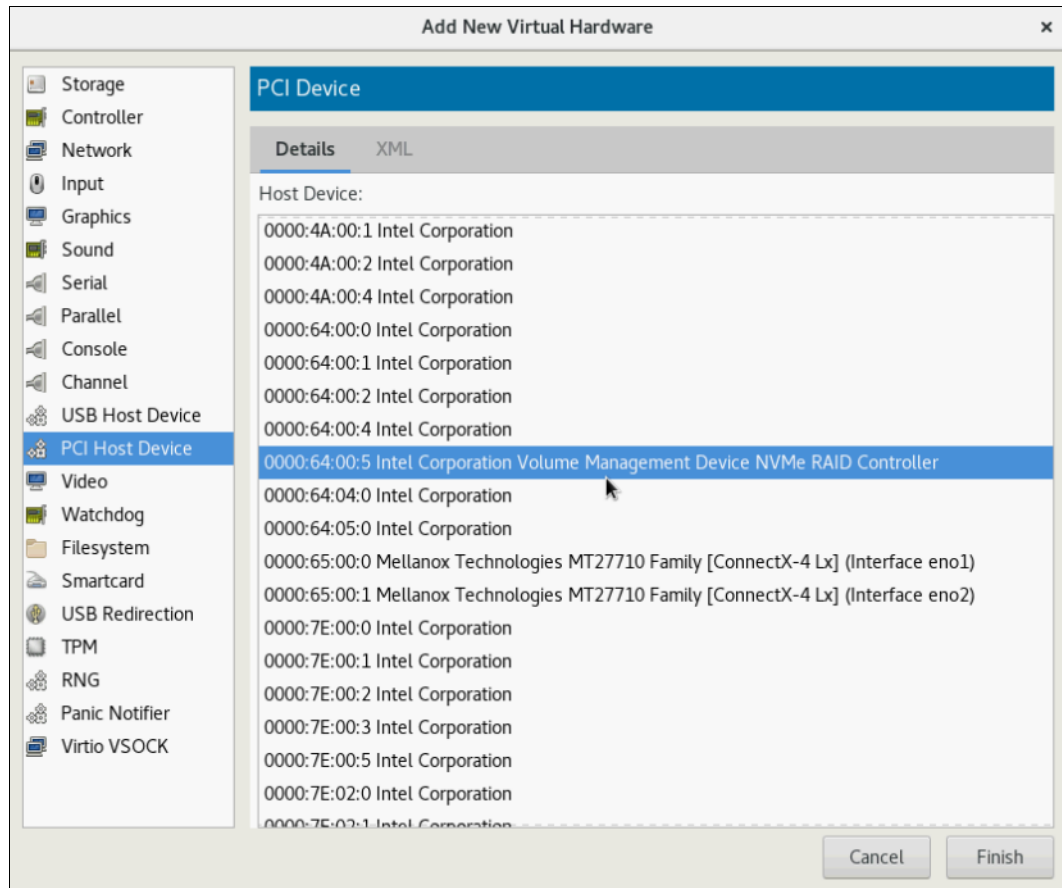 Add New Virtual Hardware
×
Storage
Controller
Network
Input
Graphics
Sound
Serial
Parallel
Console
Channel
USB Host Device
PCI Host Device
Video
Watchdog
Filesystem
Smartcard
USB Redirection
TPM
RNG
Panic Notifier
Virtio VSOCK
PCI Device
Details XML
Host Device:
0000:4A:00:1 Intel Corporation
0000:4A:00:2 Intel Corporation
0000:4A:00:4 Intel Corporation
0000:64:00:0 Intel Corporation
0000:64:00:1 Intel Corporation
0000:64:00:2 Intel Corporation
0000:64:00:4 Intel Corporation
0000:64:00:5 Intel Corporation Volume Management Device NVMe RAID Controller
0000:64:04:0 Intel Corporation
0000:64:05:0 Intel Corporation
0000:65:00:0 Mellanox Technologies MT27710 Family [ConnectX-4 Lx] (Interface eno1)
0000:65:00:1 Mellanox Technologies MT27710 Family [ConnectX-4 Lx] (Interface eno2)
0000:7E:00:0 Intel Corporation
0000:7E:00:1 Intel Corporation
0000:7E:00:2 Intel Corporation
0000:7E:00:3 Intel Corporation
0000:7E:00:5 Intel Corporation
0000:7E:02:0 Intel Corporation
0000:7E:02:1 Intel Corporation
Cancel Finish